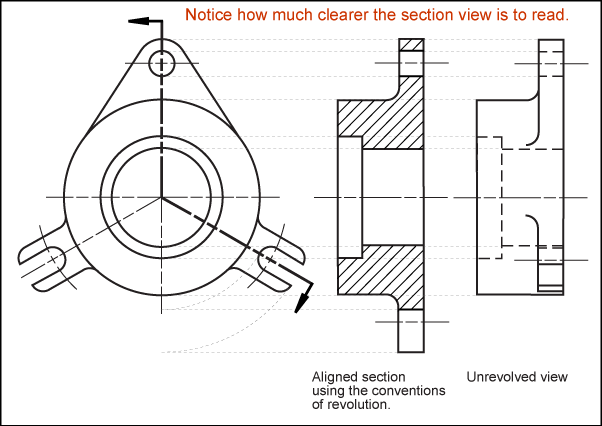 Notice how much clearer the section view is to read.
Aligned section
using the conventions
of revolution.
Unrevolved view